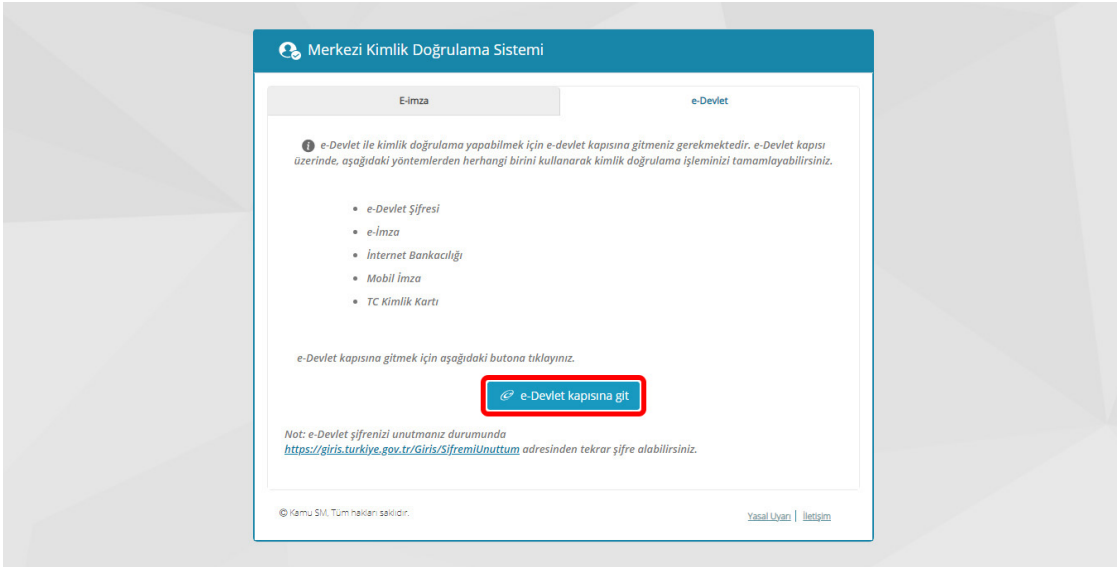 Merkezi Kimlik Doğrulama Sistemi
E-imza
e-Devlet
e-Devlet ile kimlik doğrulama yapabilmek için e-devlet kapısına gitmeniz gerekmektedir. e-Devlet kapısı
üzerinde, aşağıdaki yöntemlerden herhangi birini kullanarak kimlik doğrulama işleminizi tamamlayabilirsiniz.
e-Devlet Şifresi
e-İmza
İnternet Bankacılığı
Mobil İmza
TC Kimlik Kartı
e-Devlet kapısına gitmek için aşağıdaki butona tıklayınız.
e-Devlet kapısına git
Not: e-Devlet şifrenizi unutmanız durumunda
https://giris.turkiye.gov.tr/Giris/SifremiUnuttum adresinden tekrar şifre alabilirsiniz.
© Kamu SM. Tüm hakları saklıdır.
Yasal Uyarı | İletişim